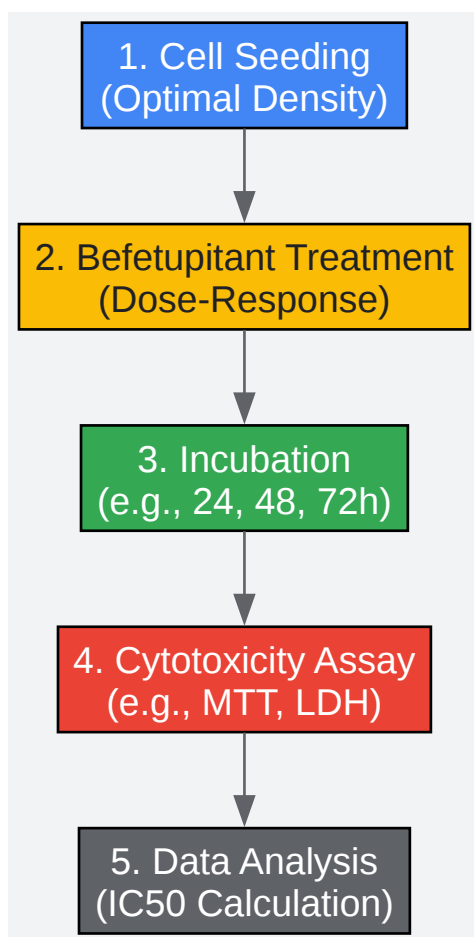 1. Cell Seeding
(Optimal Density)
2. Befetupitant Treatment
(Dose-Response)
3. Incubation
(e.g., 24, 48, 72h)
4. Cytotoxicity Assay
(e.g., MTT, LDH)
5. Data Analysis
(IC50 Calculation)